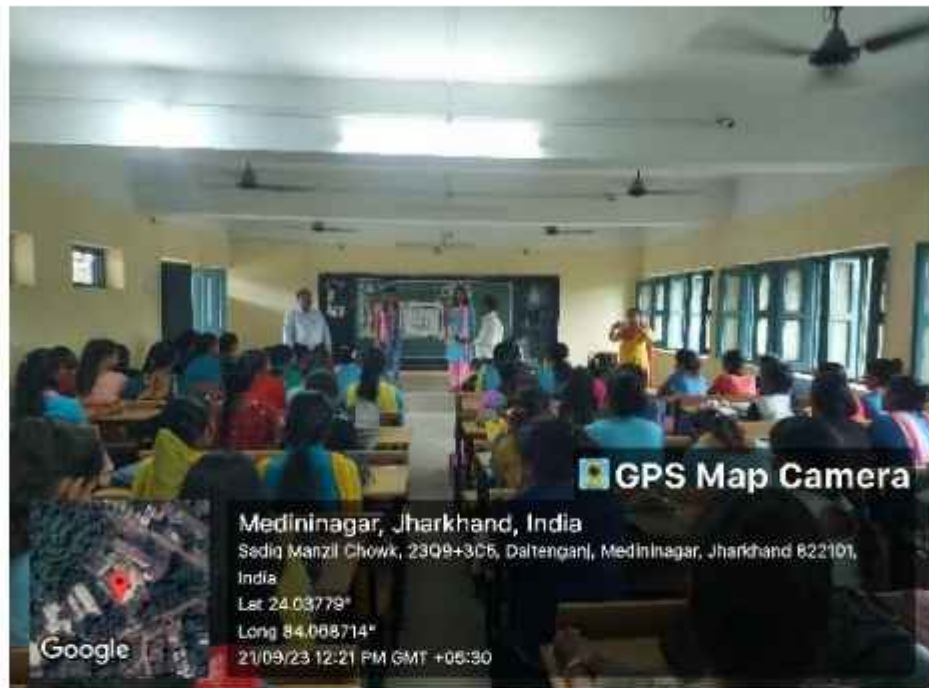 GPS Map Camera
Medininagar, Jharkhand, India
Sadiq Manzil Chowk, 23Q9+3C6, Daltenganj, Medininagar, Jharkhand 822101,
India
Lat 24.03779°
Long 84.068714°
21/09/23 12:21 PM GMT +05:30
Google